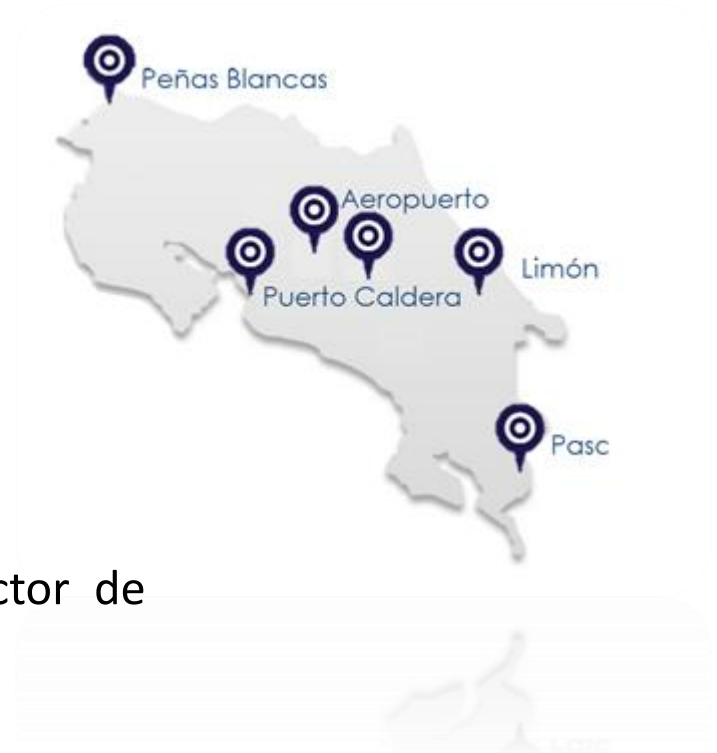 Peñas Blancas
Aeropuerto
Limón
Puerto Caldera
Pasc
ctor de